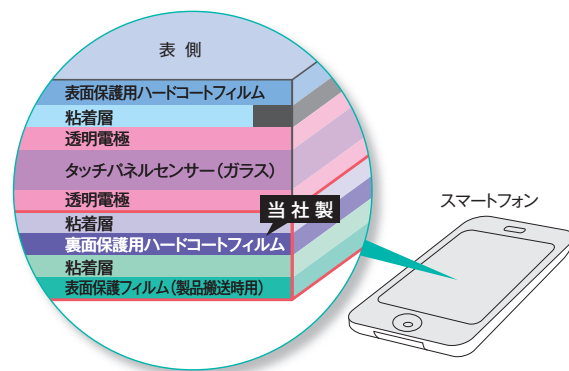 表側
表面保護用ハードコートフィルム
粘着層
透明電極
タッチパネルセンサー（ガラス）
透明電極
当社製
粘着層
裏面保護用ハードコートフィルム
粘着層
表面保護フィルム（製品搬送時用）
スマートフォン